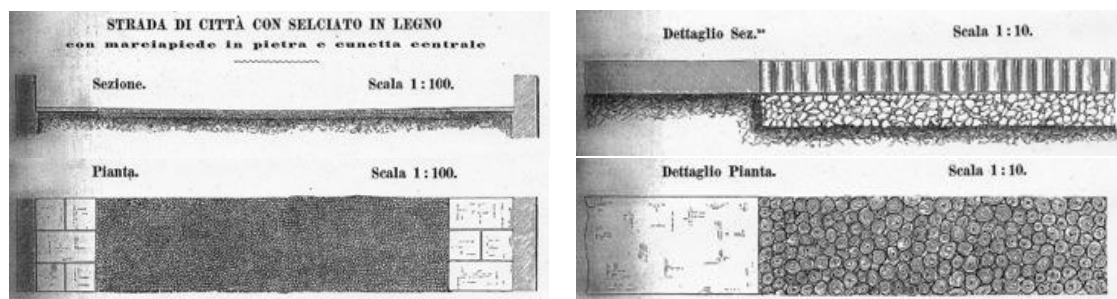 STRADA DI CITTÀ CON SELCIATO IN LEGNO
con marciapiede in pietra e cunetta centrale
Sezione. Scala 1:100.
Pianta. Scala 1:100.
Dettaglio Sez.ne Scala 1:10.
Dettaglio Pianta. Scala 1:10.